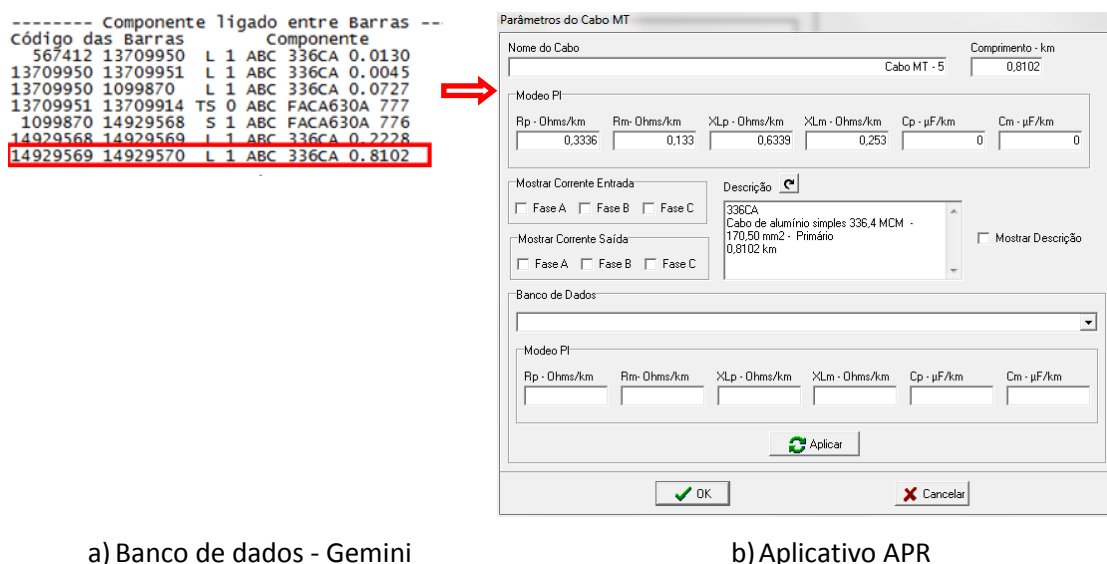 -------- Componente ligado entre Barras --
Código das Barras Componente
567412 13709950 L 1 ABC 336CA 0.0130
13709950 13709951 L 1 ABC 336CA 0.0045
13709950 1099870 L 1 ABC 336CA 0.0727
13709951 13709914 TS 0 ABC FACA630A 777
1099870 14929568 S 1 ABC FACA630A 776
14929568 14929569 L 1 ABC 336CA 0.2228
14929569 14929570 L 1 ABC 336CA 0.8102
Parâmetros do Cabo MT
Nome do Cabo Comprimento - km
Cabo MT - 5 0,8102
Modeo PI
Rp - Ohms/km Rm- Ohms/km XLp - Ohms/km XLm - Ohms/km Cp - µF/km Cm - µF/km
0,3336 0,133 0,6339 0,253 0 0
Mostrar Corrente Entrada
Fase A Fase B Fase C
Mostrar Corrente Saída
Fase A Fase B Fase C
Descrição
336CA
Cabo de alumínio simples 336,4 MCM -
170,50 mm2 - Primário
0,8102 km
Mostrar Descrição
Banco de Dados
Modeo PI
Rp - Ohms/km Rm- Ohms/km XLp - Ohms/km XLm - Ohms/km Cp - µF/km Cm - µF/km
Aplicar
OK Cancelar
a) Banco de dados - Gemini b) Aplicativo APR